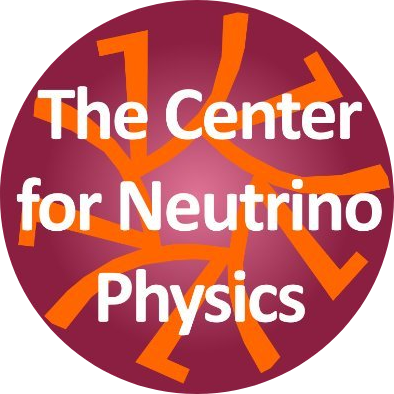 The Center
for Neutrino
Physics